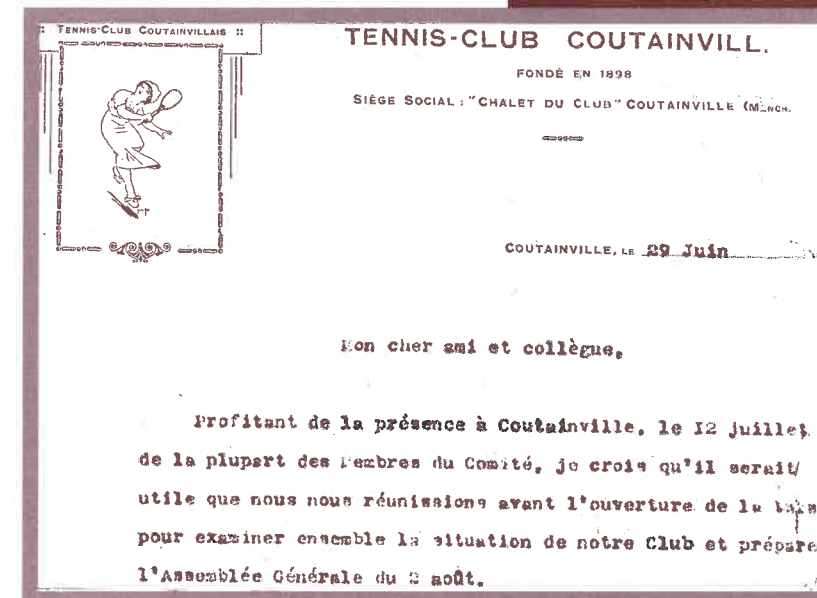 :: TENNIS-CLUB COUTAINVILLAIS ::
TENNIS-CLUB COUTAINVILL.
FONDÉ EN 1898
SIÈGE SOCIAL : "CHALET DU CLUB" COUTAINVILLE (MANCH.
COUTAINVILLE, LE 29 Juin
Mon cher ami et collègue,
Profitant de la présence à Coutainville, le I2 juillet
de la plupart des Membres du Comité, je crois qu'il serait
utile que nous nous réunissions avant l'ouverture de la
pour examiner ensemble la situation de notre Club et prépare
l'Assemblée Générale du 2 août.